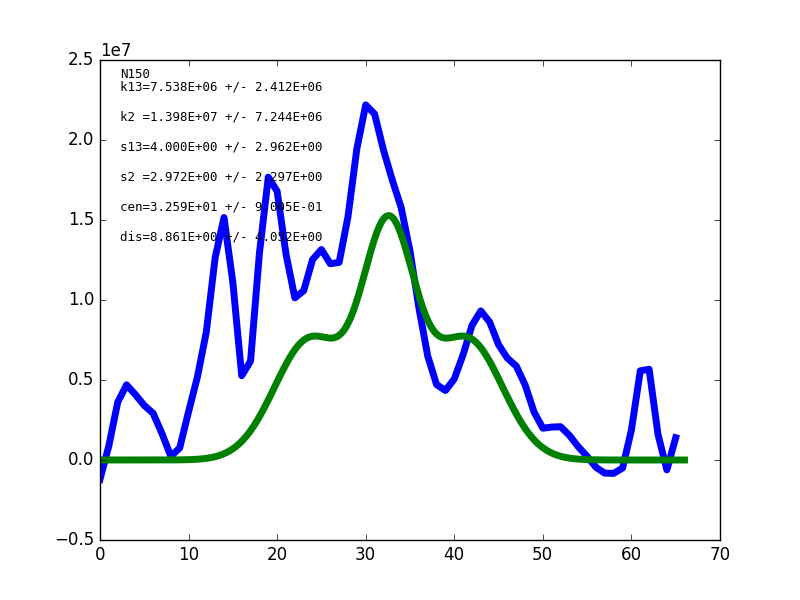 1e7
2.5
2.0
1.5
1.0
0.5
0.0
−0.5
0 10 20 30 40 50 60 70
N150
k13=7.538E+06 +/- 2.412E+06
k2 =1.398E+07 +/- 7.244E+06
s13=4.000E+00 +/- 2.962E+00
s2 =2.972E+00 +/- 2.297E+00
cen=3.259E+01 +/-
dis=8.861E+00 +/- 4.052E+00